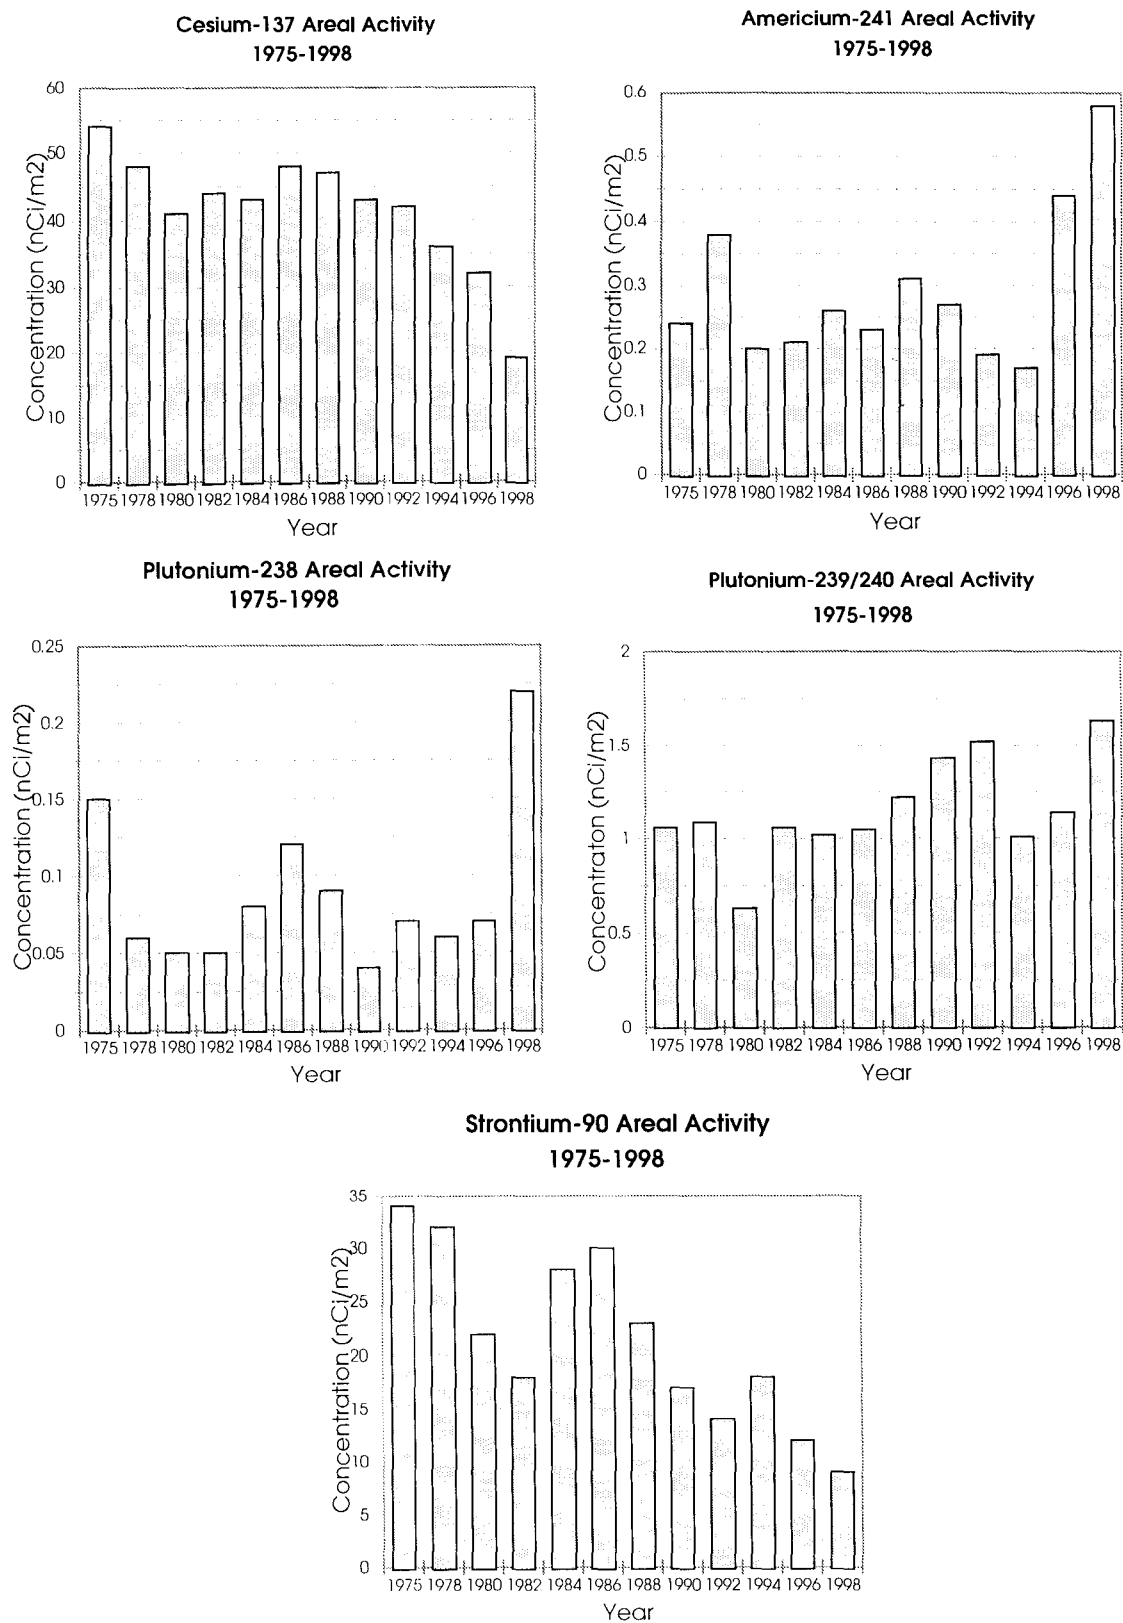 Cesium-137 Areal Activity
1975-1998
60
50
40
30
20
10
0
Concentration (nCi/m2)
1975 1978 1980 1982 1984 1986 1988 1990 1992 1994 1996 1998
Year
Americium-241 Areal Activity
1975-1998
0.6
0.5
0.4
0.3
0.2
0.1
0
Concentration (nCi/m2)
1975 1978 1980 1982 1984 1986 1988 1990 1992 1994 1996 1998
Year
Plutonium-238 Areal Activity
1975-1998
0.25
0.2
0.15
0.1
0.05
0
Concentration (nCi/m2)
1975 1978 1980 1982 1984 1986 1988 1990 1992 1994 1996 1998
Year
Plutonium-239/240 Areal Activity
1975-1998
2
1.5
1
0.5
0
Concentraton (nCi/m2)
1975 1978 1980 1982 1984 1986 1988 1990 1992 1994 1996 1998
Year
Strontium-90 Areal Activity
1975-1998
35
30
25
20
15
10
5
0
Concentration (nCi/m2)
1975 1978 1980 1982 1984 1986 1988 1990 1992 1994 1996 1998
Year